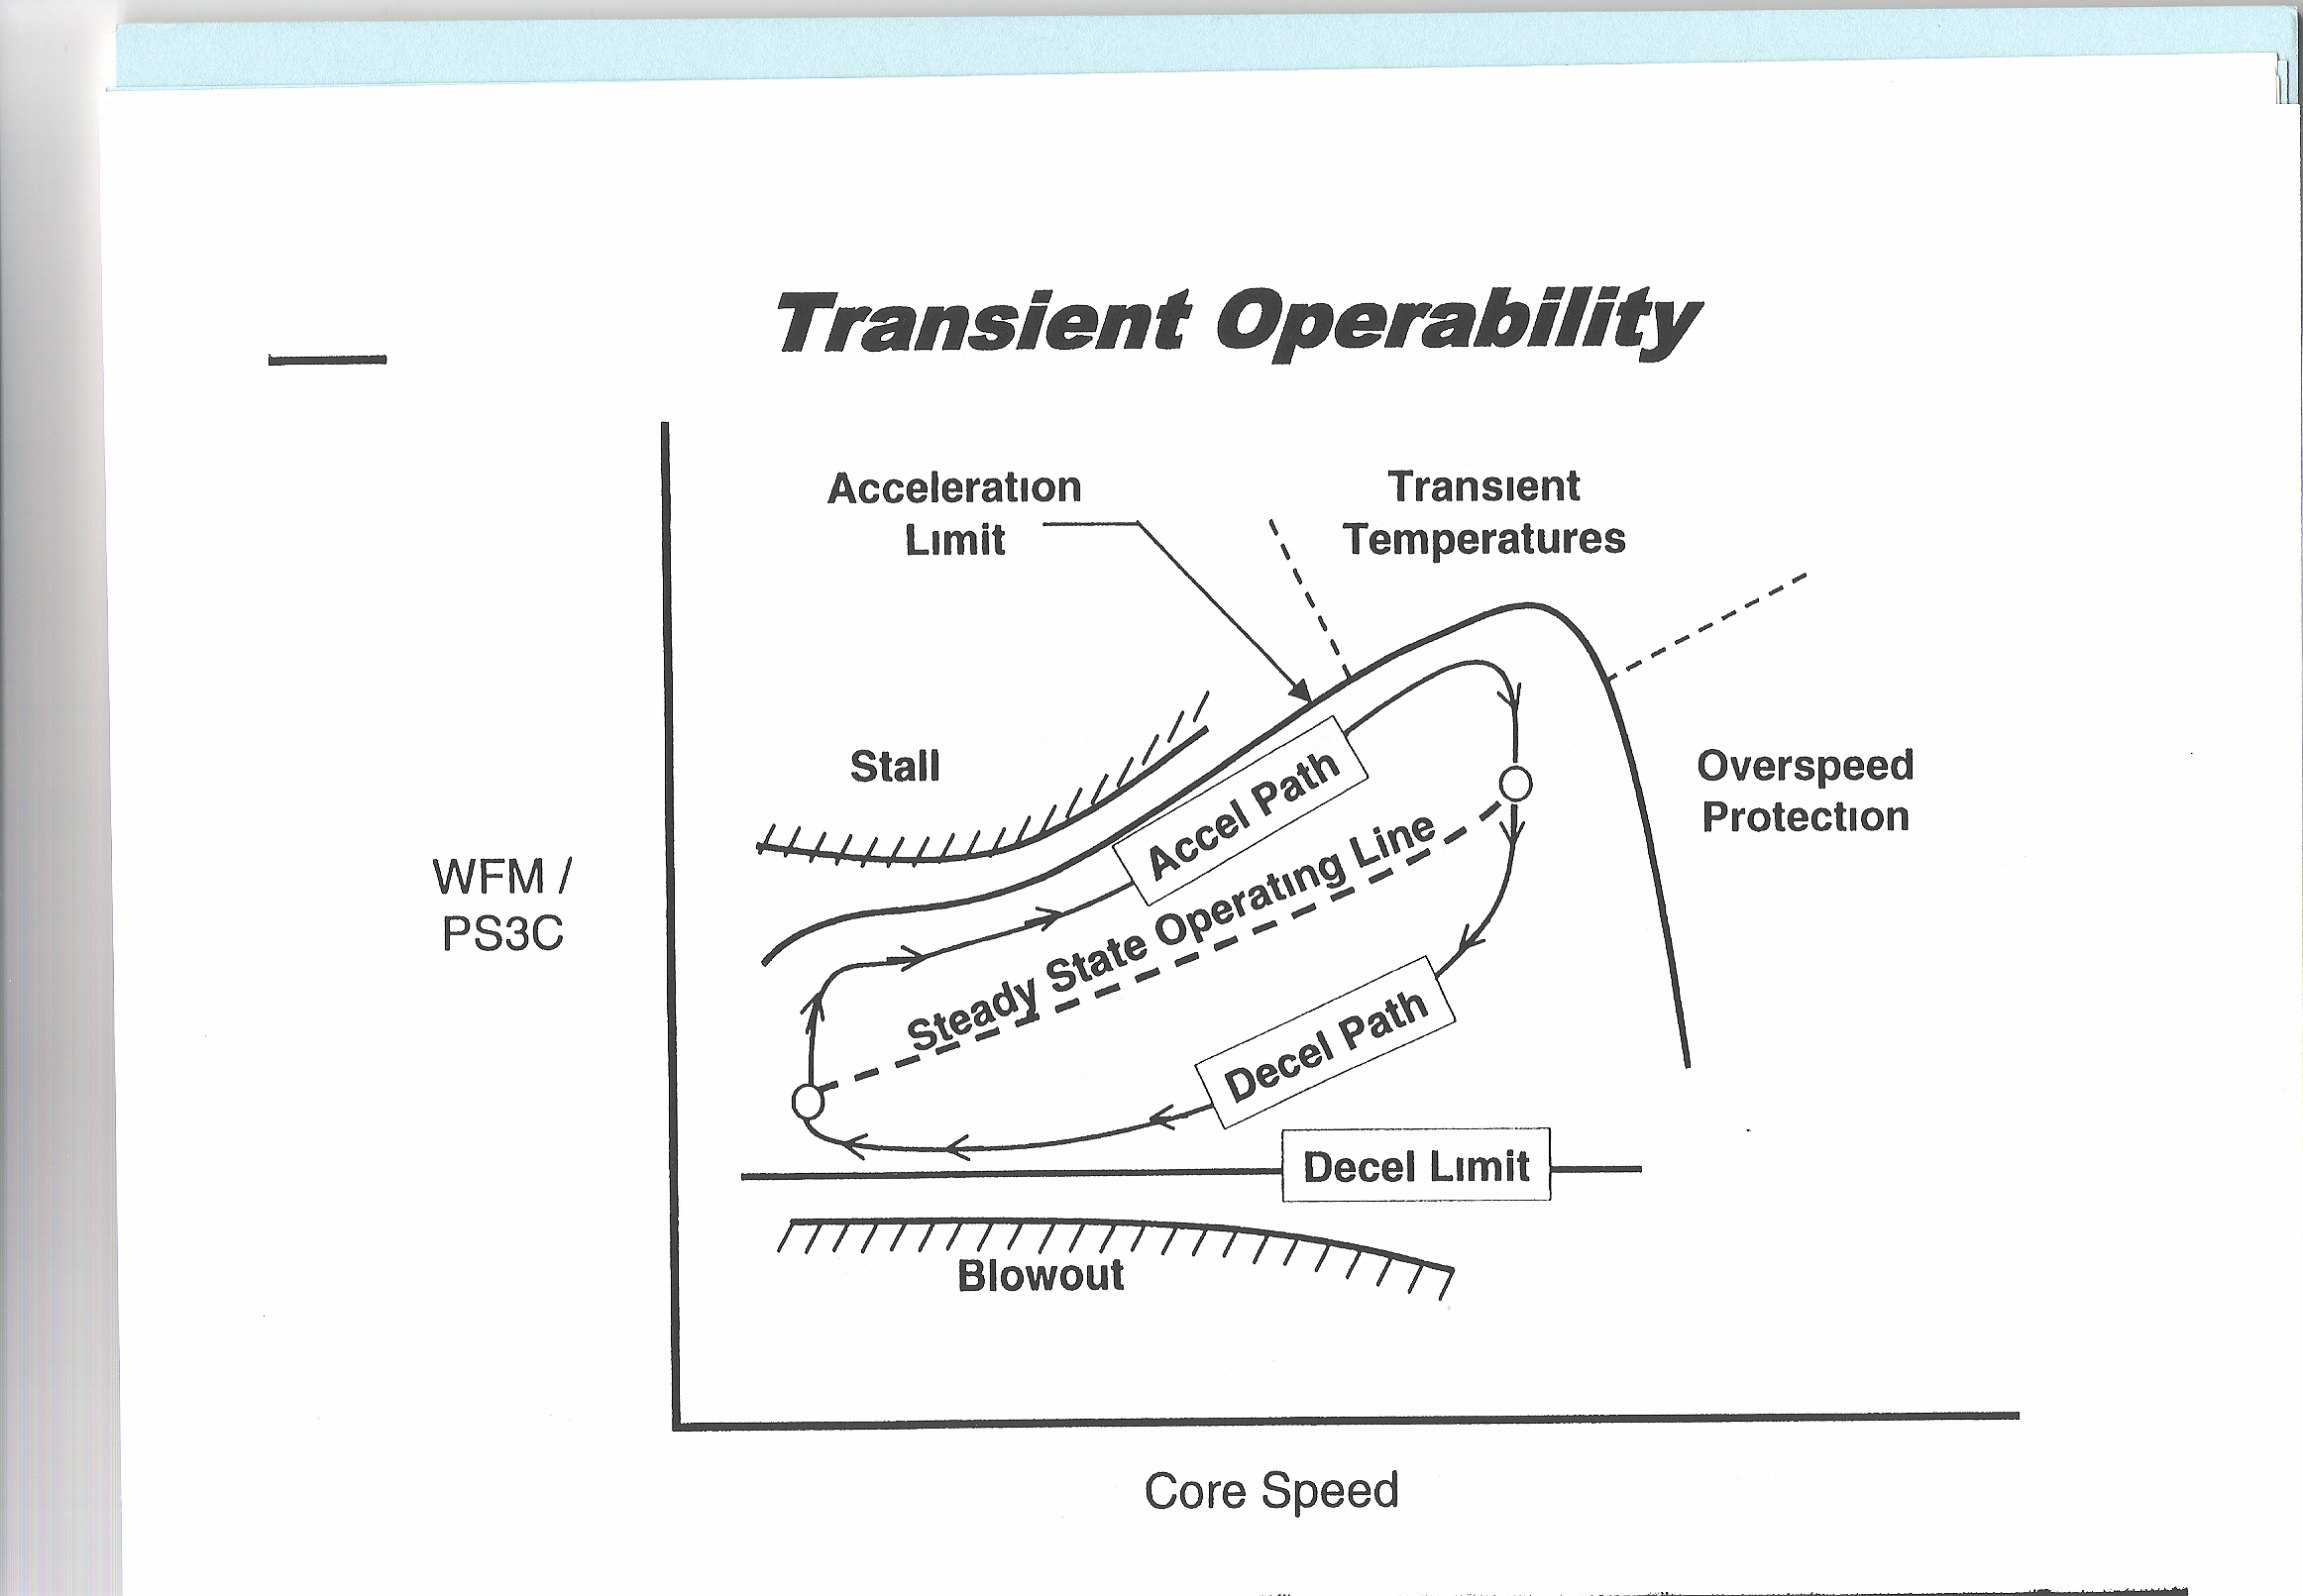 Transient Operability
Acceleration
Limit
Transient
Temperatures
Stall
Accel Path
Overspeed
Protection
WFM /
PS3C
Steady State Operating Line
Decel Path
Decel Limit
Blowout
Core Speed